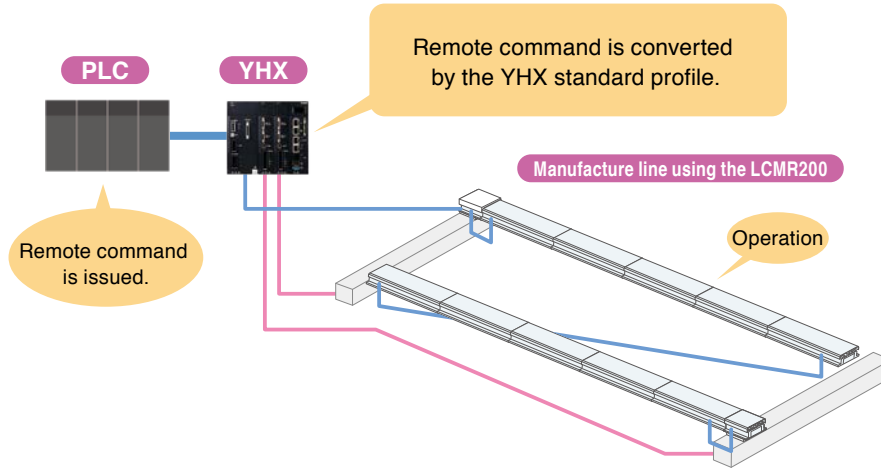 PLC
YHX
Remote command is converted
by the YHX standard profile.
Manufacture line using the LCMR200
Remote command
is issued.
Operation